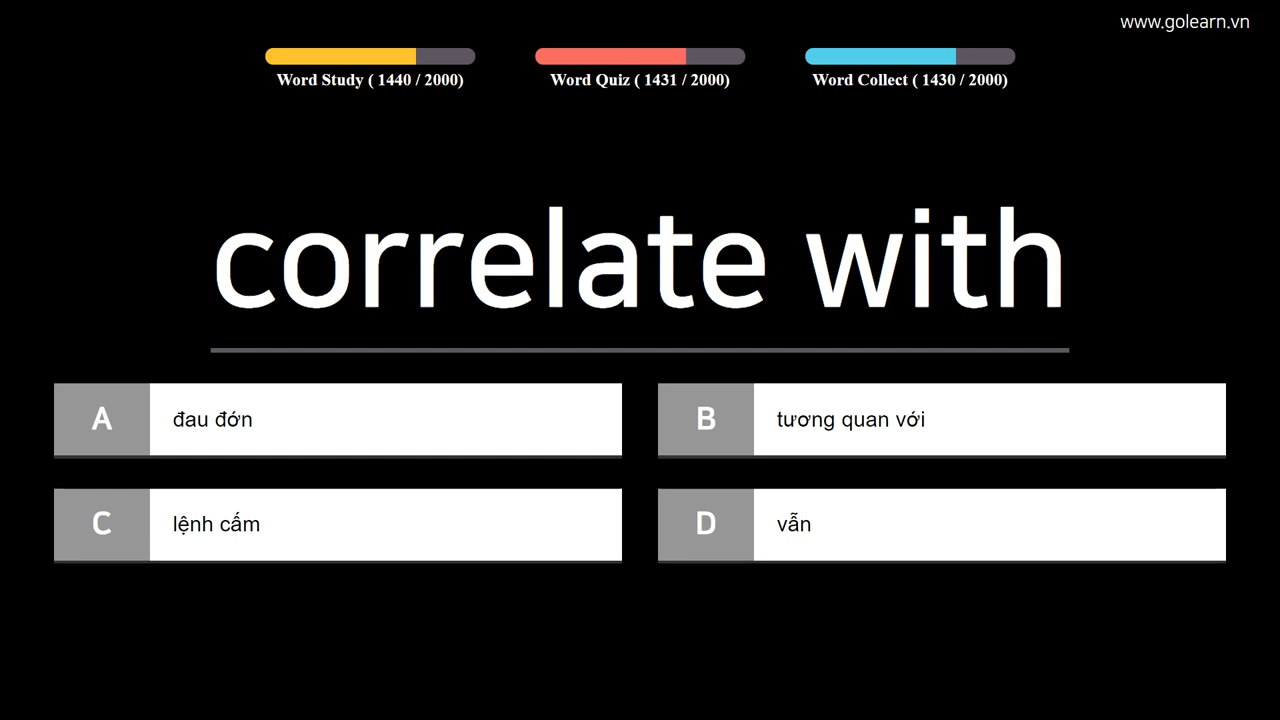 www.golearn.vn
Word Study ( 1440 / 2000)
Word Quiz ( 1431 / 2000)
Word Collect ( 1430 / 2000)
correlate with
A
đau đớn
B
tương quan với
C
lệnh cấm
D
vẫn